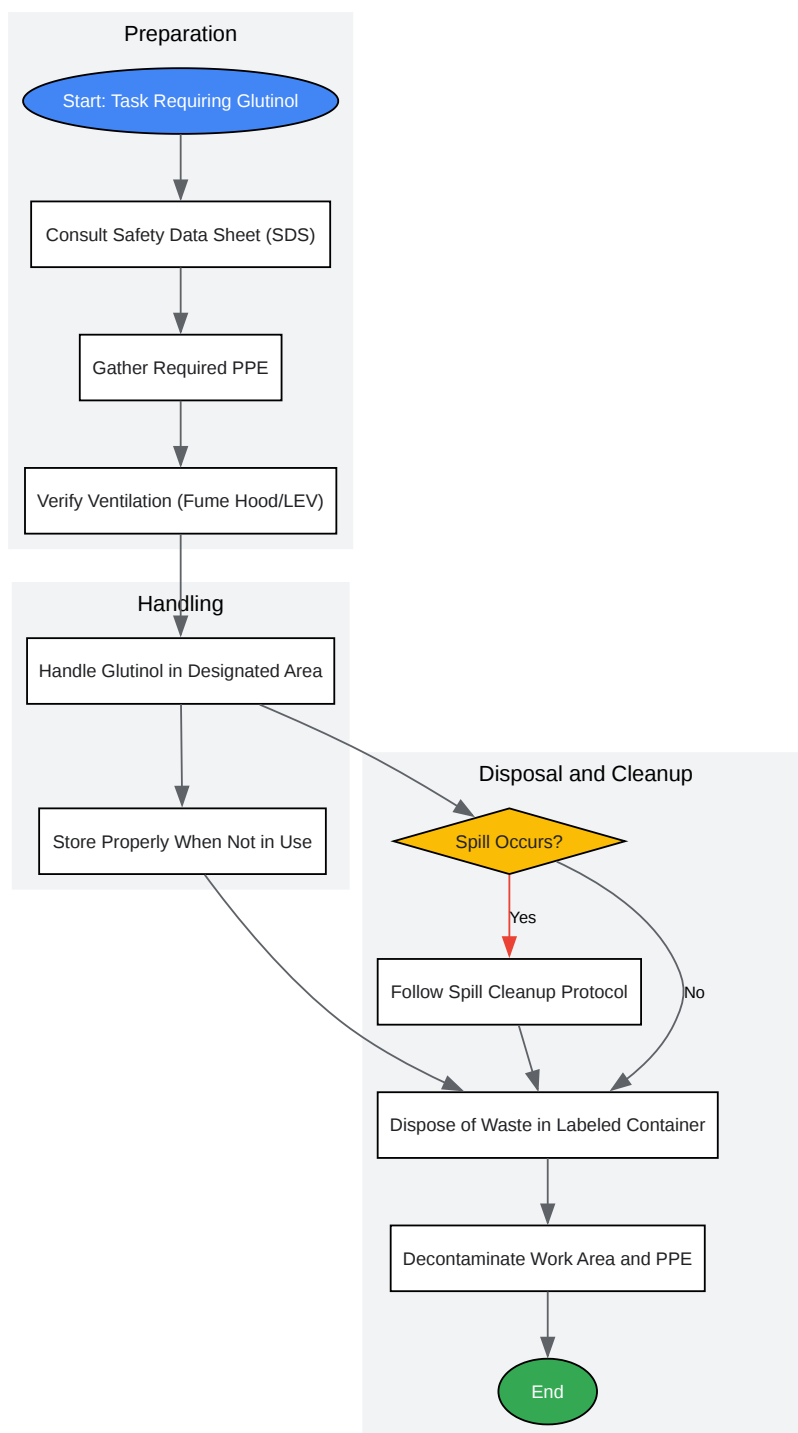 Preparation
Start: Task Requiring Glutinol
Consult Safety Data Sheet (SDS)
Gather Required PPE
Verify Ventilation (Fume Hood/LEV)
Handling
Handle Glutinol in Designated Area
Store Properly When Not in Use
Disposal and Cleanup
Spill Occurs?
Yes
Follow Spill Cleanup Protocol
No
Dispose of Waste in Labeled Container
Decontaminate Work Area and PPE
End